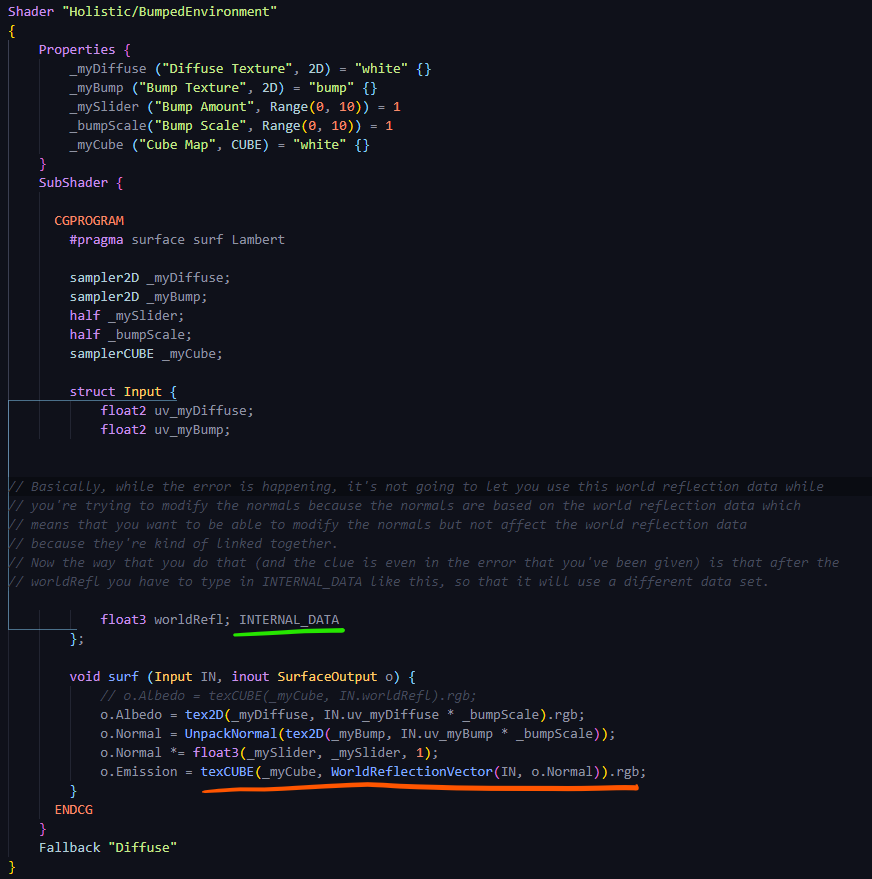 Shader "Holistic/BumpedEnvironment"
{
Properties {
_myDiffuse ("Diffuse Texture", 2D) = "white" {}
_myBump ("Bump Texture", 2D) = "bump" {}
_mySlider ("Bump Amount", Range(0, 10)) = 1
_bumpScale("Bump Scale", Range(0, 10)) = 1
_myCube ("Cube Map", CUBE) = "white" {}
}
SubShader {
CGPROGRAM
#pragma surface surf Lambert
sampler2D _myDiffuse;
sampler2D _myBump;
half _mySlider;
half _bumpScale;
samplerCUBE _myCube;
struct Input {
float2 uv_myDiffuse;
float2 uv_myBump;
// Basically, while the error is happening, it's not going to let you use this world reflection data while
// you're trying to modify the normals because the normals are based on the world reflection data which
// means that you want to be able to modify the normals but not affect the world reflection data
// because they're kind of linked together.
// Now the way that you do that (and the clue is even in the error that you've been given) is that after the
// worldRefl you have to type in INTERNAL_DATA like this, so that it will use a different data set.
float3 worldRefl; INTERNAL_DATA
};
void surf (Input IN, inout SurfaceOutput o) {
// o.Albedo = texCUBE(_myCube, IN.worldRefl).rgb;
o.Albedo = tex2D(_myDiffuse, IN.uv_myDiffuse * _bumpScale).rgb;
o.Normal = UnpackNormal(tex2D(_myBump, IN.uv_myBump * _bumpScale));
o.Normal *= float3(_mySlider, _mySlider, 1);
o.Emission = texCUBE(_myCube, WorldReflectionVector(IN, o.Normal)).rgb;
}
ENDCG
}
Fallback "Diffuse"
}